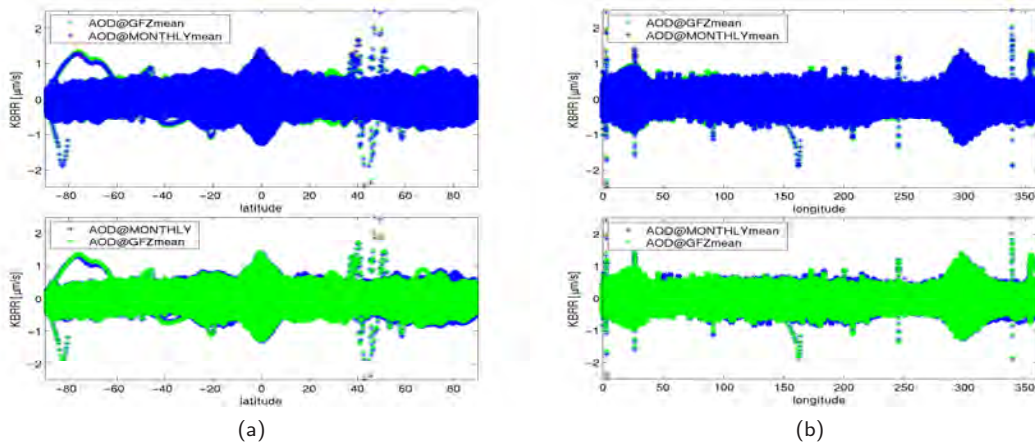 AOD@GFZmean
AOD@MONTHLYmean
KBRR [μm/s]
2
1
0
−1
−2
−80 −60 −40 −20 0 20 40 60 80
latitude
AOD@MONTHLY
AOD@GFZmean
KBRR [μm/s]
2
1
0
−1
−2
−80 −60 −40 −20 0 20 40 60 80
latitude
(a)
AOD@GFZmean
AOD@MONTHLYmean
KBRR [μm/s]
2
1
0
−1
−2
0 50 100 150 200 250 300 350
longitude
AOD@MONTHLYmean
AOD@GFZmean
KBRR [μm/s]
2
1
0
−1
−2
0 50 100 150 200 250 300 350
longitude
(b)